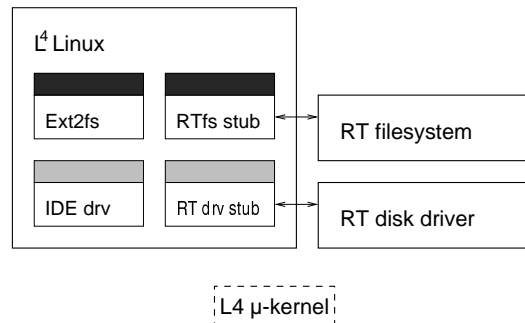 L⁴ Linux
Ext2fs
RTfs stub
RT filesystem
IDE drv
RT drv stub
RT disk driver
L4 μ-kernel